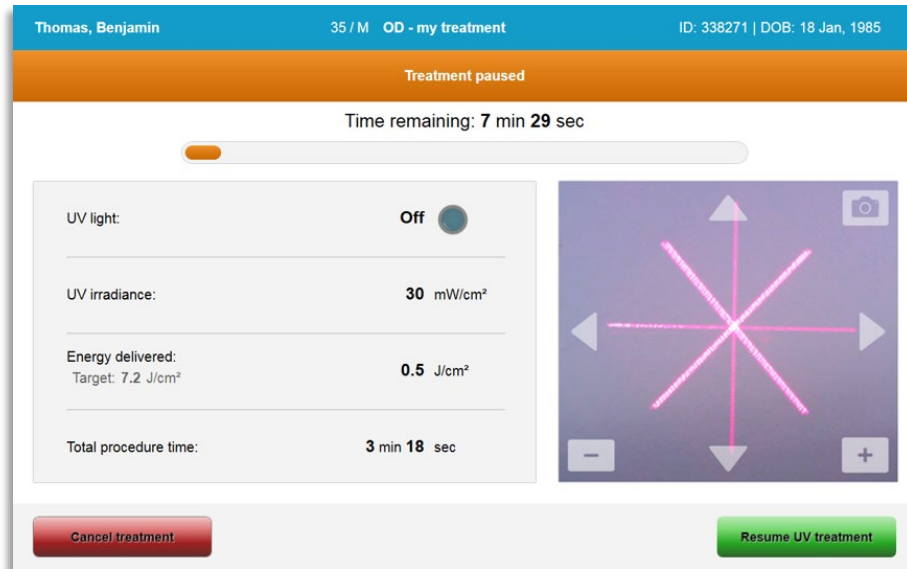 Thomas, Benjamin 35 / M OD - my treatment ID: 338271 | DOB: 18 Jan, 1985
Treatment paused
Time remaining: 7 min 29 sec
UV light: Off
UV irradiance: 30 mW/cm²
Energy delivered:
Target: 7.2 J/cm²
0.5 J/cm²
Total procedure time: 3 min 18 sec
Cancel treatment Resume UV treatment